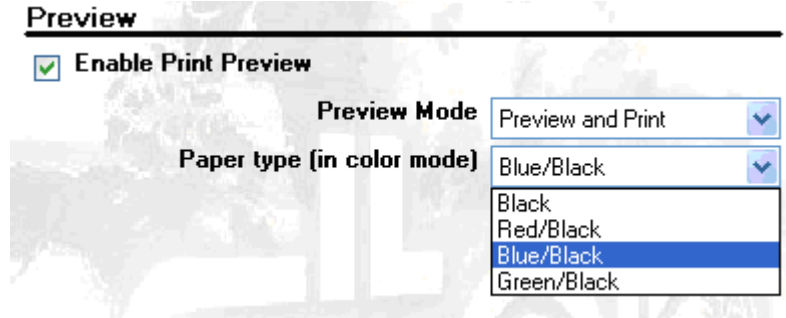 Preview
Enable Print Preview
Preview Mode Preview and Print
Paper type (in color mode) Blue/Black
Black
Red/Black
Blue/Black
Green/Black